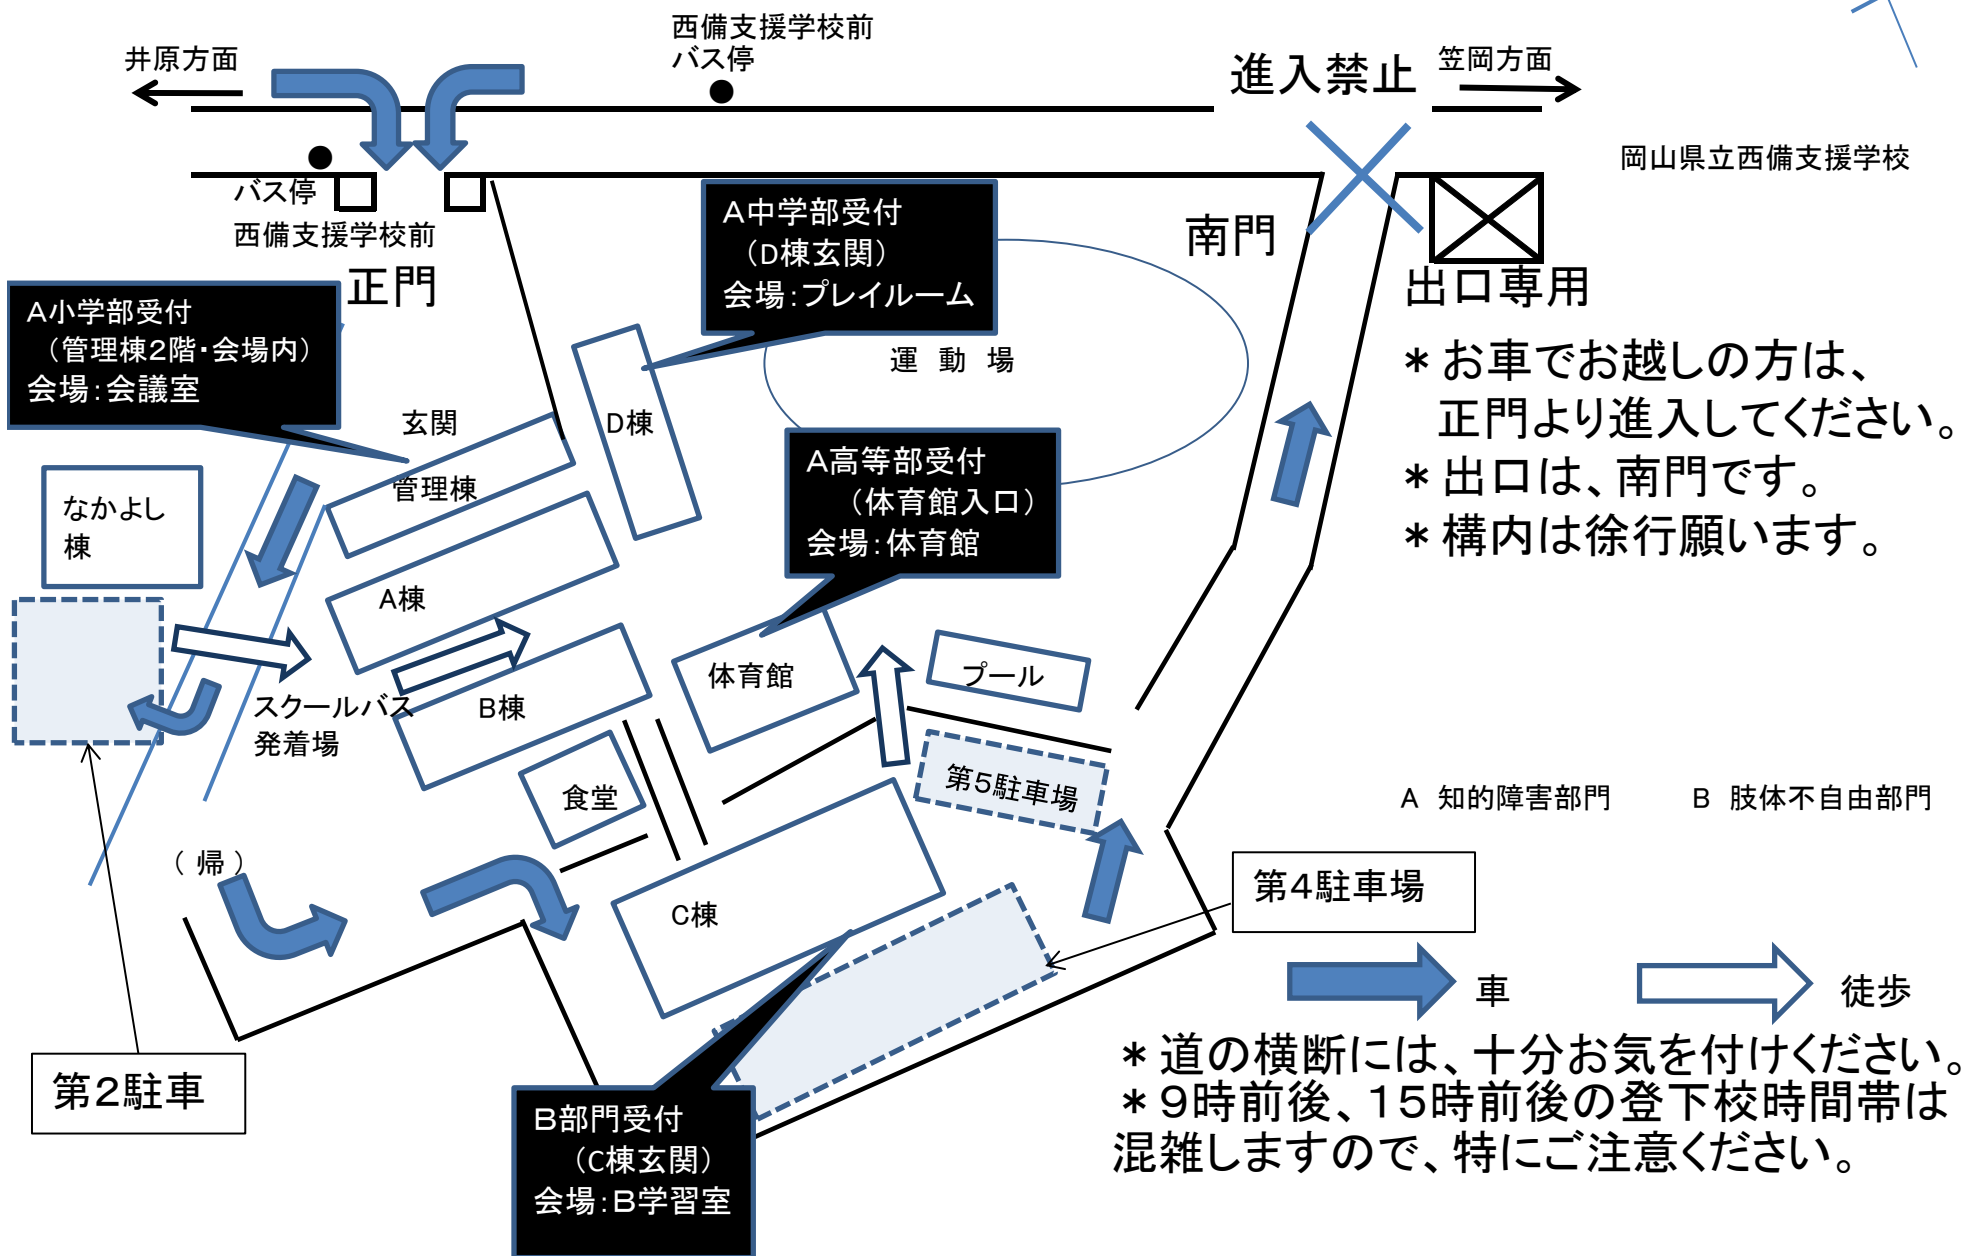 西備支援学校前
バス停
井原方面
進入禁止
笠岡方面
岡山県立西備支援学校
バス停
西備支援学校前
正門
A中学部受付
（D棟玄関）
会場：プレイルーム
南門
出口専用
A小学部受付
（管理棟2階・会場内）
会場：会議室
運 動 場
＊お車でお越しの方は、
正門より進入してください。
＊出口は、南門です。
＊構内は徐行願います。
玄関
D棟
管理棟
A高等部受付
（体育館入口）
会場：体育館
なかよし
棟
A棟
体育館
プール
スクールバス
発着場
B棟
食堂
第5駐車場
A 知的障害部門
B 肢体不自由部門
（ 帰 ）
第4駐車場
C棟
車
徒歩
第2駐車
＊道の横断には、十分お気を付けください。
＊9時前後、15時前後の登下校時間帯は
混雑しますので、特にご注意ください。
B部門受付
（C棟玄関）
会場：B学習室